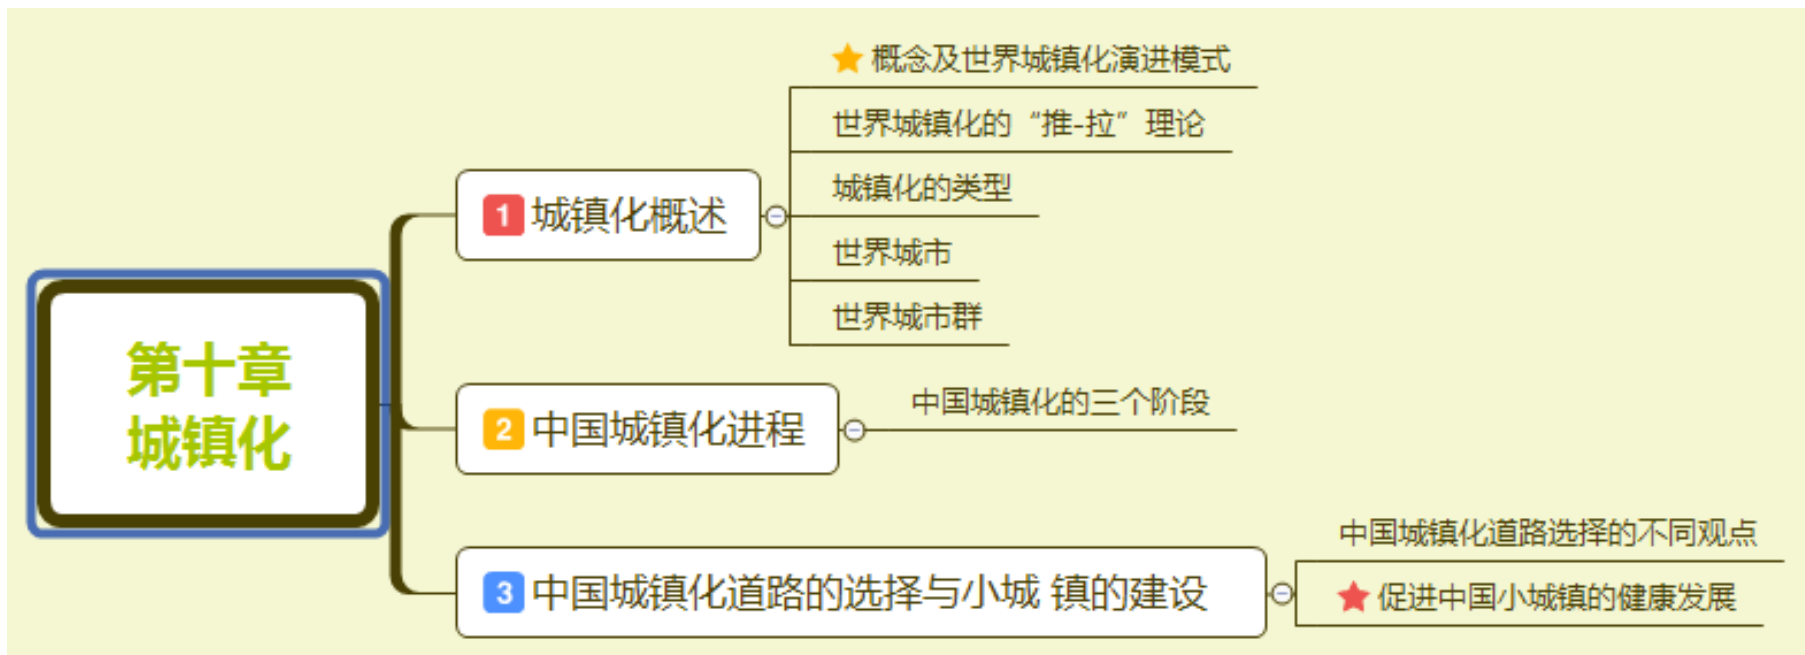 第十章
城镇化
1 城镇化概述
概念及世界城镇化演进模式
世界城镇化的“推-拉”理论
城镇化的类型
世界城市
世界城市群
2 中国城镇化进程
中国城镇化的三个阶段
3 中国城镇化道路的选择与小城 镇的建设
中国城镇化道路选择的不同观点
促进中国小城镇的健康发展